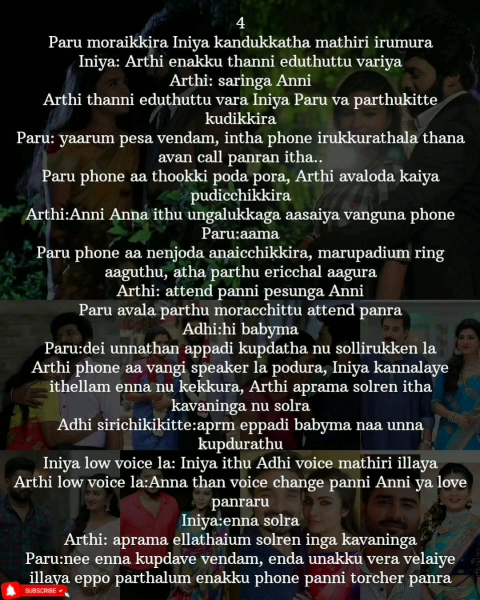 4
Paru moraikkira Iniya kandukkatha mathiri irumura
Iniya: Arthi enakku thanni eduthuttu variya
Arthi: saringa Anni
Arthi thanni eduthuttu vara Iniya Paru va parthukitte
kudikkira
Paru: yaarum pesa vendam, intha phone irukkurathala thana
avan call panran itha..
Paru phone aa thookki poda pora, Arthi avaloda kaiya
pudicchikkira
Arthi:Anni Anna ithu ungalukkaga aasaiya vanguna phone
Paru:aama
Paru phone aa nenjoda anaicchikkira, marupadium ring
aaguthu, atha parthu ericchal aagura
Arthi: attend panni pesunga Anni
Paru avala parthu moracchittu attend panra
Adhi:hi babyma
Paru:dei unnathan appadi kupdatha nu sollirukken la
Arthi phone aa vangi speaker la podura, Iniya kannalaye
ithellam enna nu kekkura, Arthi aprama solren itha
kavaninga nu solra
Adhi sirichikikitte:aprm eppadi babyma naa unna
kupdurathu
Iniya low voice la: Iniya ithu Adhi voice mathiri illaya
Arthi low voice la:Anna than voice change panni Anni ya love
panraru
Iniya:enna solra
Arthi: aprama ellathaium solren inga kavaninga
Paru:nee enna kupdave vendam, enda unakku vera velaiye
illaya eppo parthalum enakku phone panni torcher panra
SUBSCRIBE